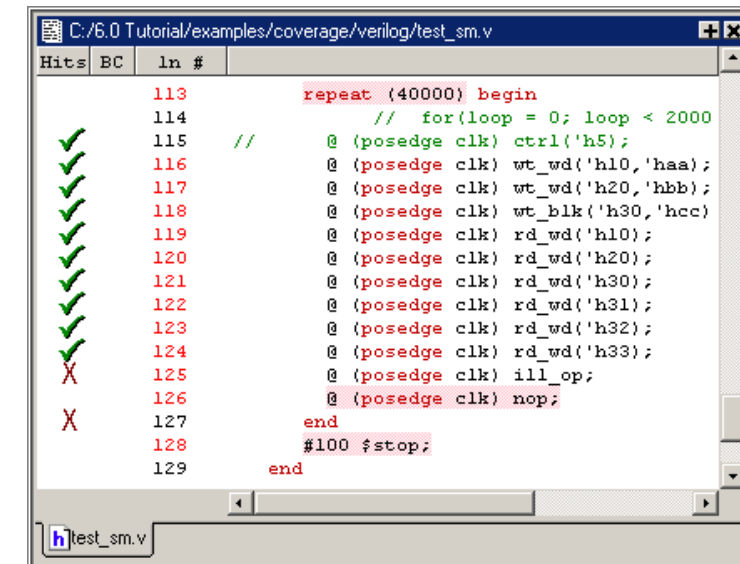 C:/6.0 Tutorial/examples/coverage/verilog/test_sm.v
Hits BC ln #
113 repeat (40000) begin
114 // for(loop = 0; loop < 2000
115 // @ (posedge clk) ctrl('h5);
116 @ (posedge clk) wt_wd('h10,'haa);
117 @ (posedge clk) wt_wd('h20,'hbb);
118 @ (posedge clk) wt_blk('h30,'hcc)
119 @ (posedge clk) rd_wd('h10);
120 @ (posedge clk) rd_wd('h20);
121 @ (posedge clk) rd_wd('h30);
122 @ (posedge clk) rd_wd('h31);
123 @ (posedge clk) rd_wd('h32);
124 @ (posedge clk) rd_wd('h33);
125 @ (posedge clk) ill_op;
126 @ (posedge clk) nop;
127 end
128 #100 $stop;
129 end
h test_sm.v